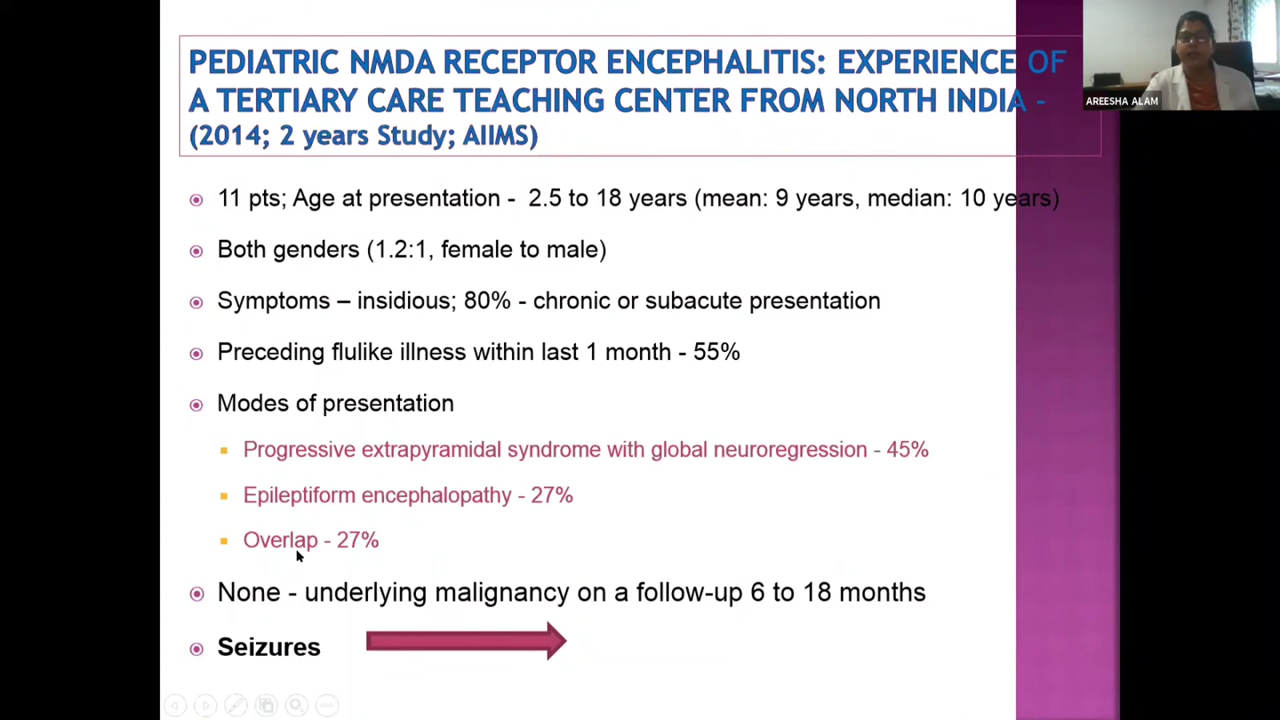 PEDIATRIC NMDA RECEPTOR ENCEPHALITIS: EXPERIENCE OF
A TERTIARY CARE TEACHING CENTER FROM NORTH INDIA -
(2014; 2 years Study; AIIMS)
AREESHA ALAM
11 pts; Age at presentation - 2.5 to 18 years (mean: 9 years, median: 10 years)
Both genders (1.2:1, female to male)
Symptoms – insidious; 80% - chronic or subacute presentation
Preceding flulike illness within last 1 month - 55%
Modes of presentation
Progressive extrapyramidal syndrome with global neuroregression - 45%
Epileptiform encephalopathy - 27%
Overlap - 27%
None - underlying malignancy on a follow-up 6 to 18 months
Seizures